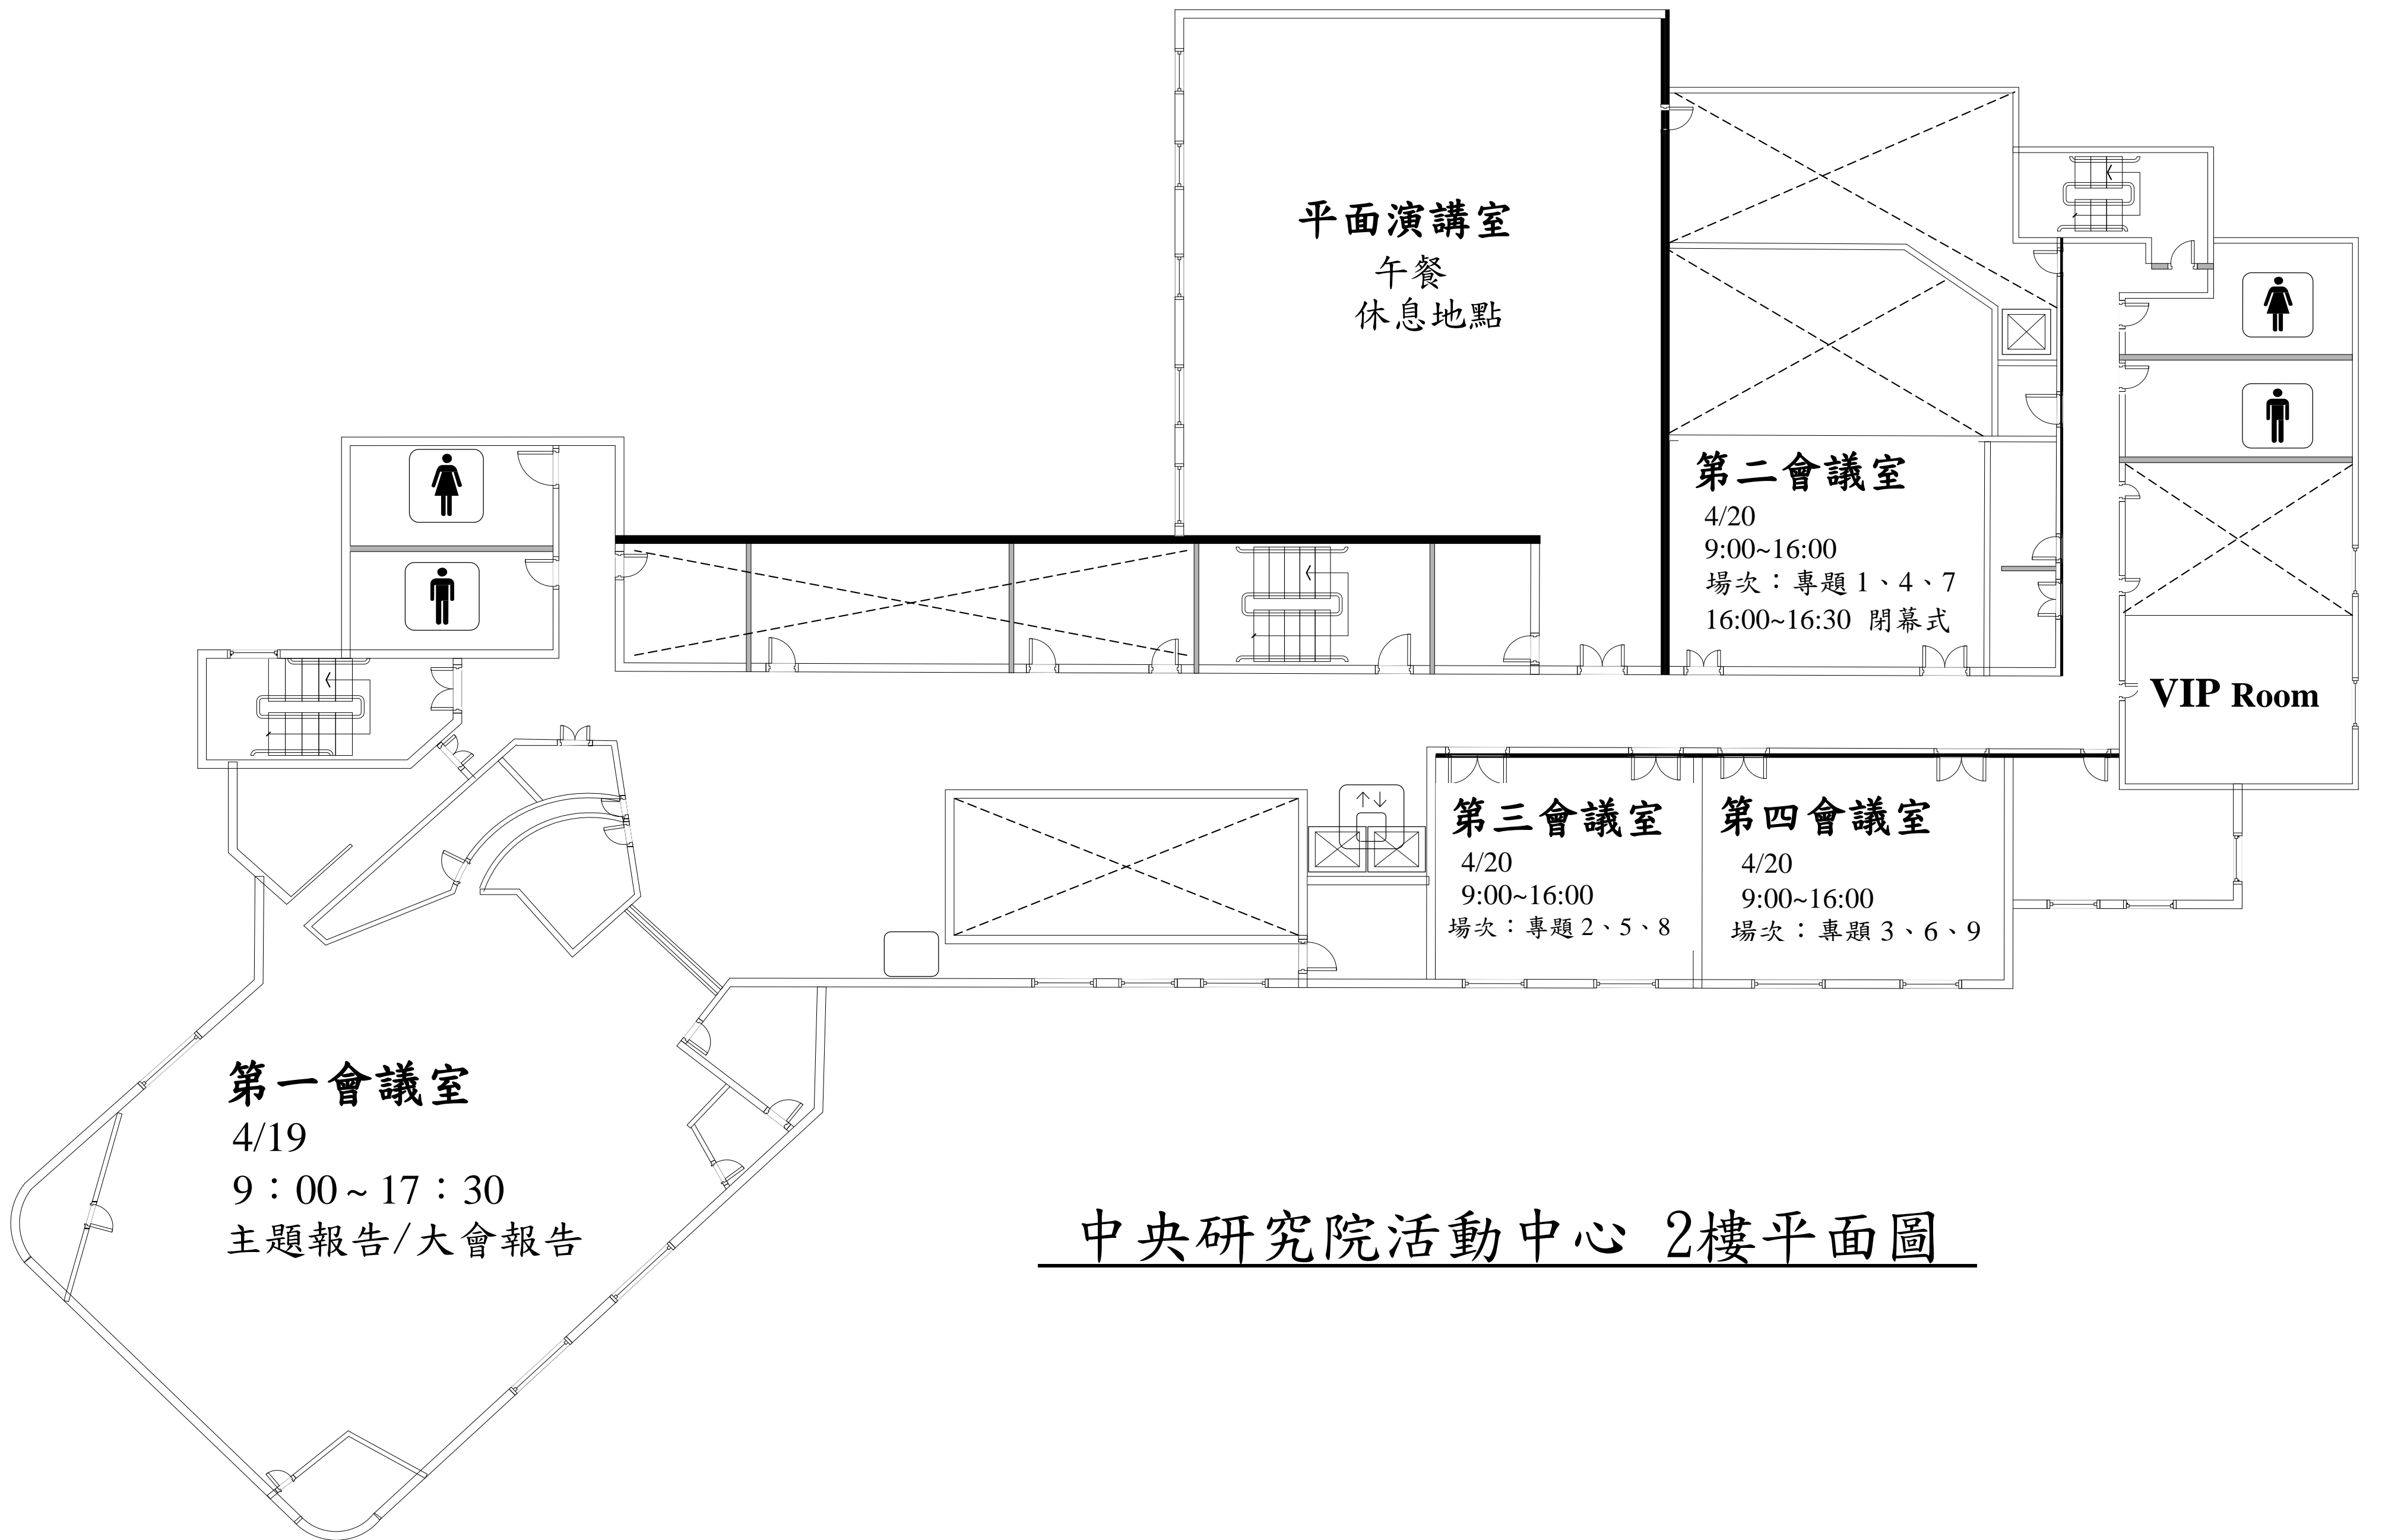 平面演講室
午餐
休息地點
第二會議室
4/20
9:00~16:00
場次：專題 1、4、7
16:00~16:30 閉幕式
VIP Room
第三會議室
4/20
9:00~16:00
場次：專題 2、5、8
第四會議室
4/20
9:00~16:00
場次：專題 3、6、9
第一會議室
4/19
9：00 ~ 17：30
主題報告/大會報告
中央研究院活動中心 2樓平面圖